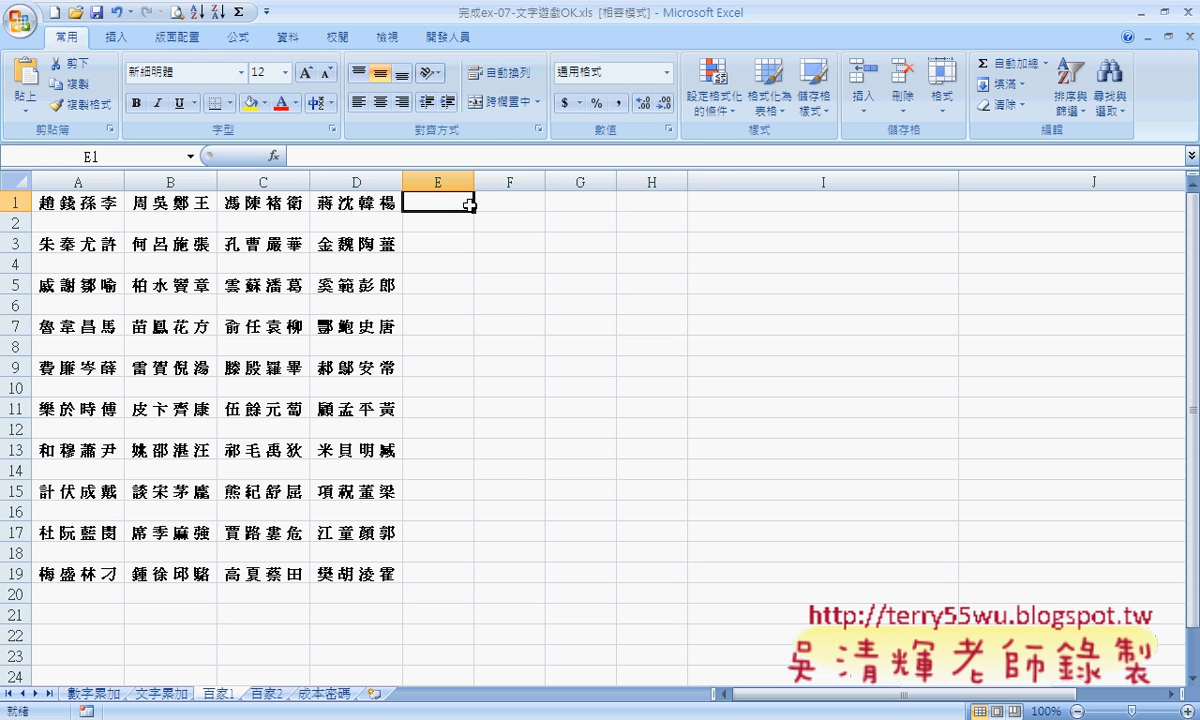 完成ex-07-文字遊戲OK.xls [相容模式] - Microsoft Excel
常用 插入 版面配置 公式 資料 校閱 檢視 開發人員
貼上 剪下 複製 複製格式 剪貼簿
新細明體 12 B I U 字型
自動換列 跨欄置中 對齊方式
通用格式 $ % , 數值
設定格式化的條件 格式化為表格 儲存格樣式 樣式
插入 刪除 格式 儲存格
Σ 自動加總 填滿 清除 排序與篩選 尋找與選取 編輯
E1 fx
A B C D E F G H I J
1 趙錢孫李 周吳鄭王 馮陳褚衛 蔣沈韓楊
2
3 朱秦尤許 何呂施張 孔曹嚴華 金魏陶薑
4
5 戚謝鄒喻 柏水竇章 雲蘇潘葛 奚範彭郎
6
7 魯韋昌馬 苗鳳花方 俞任袁柳 酆鮑史唐
8
9 費廉岑薛 雷賀倪湯 滕殷羅畢 郝鄔安常
10
11 樂於時傅 皮卞齊康 伍餘元蔔 顧孟平黃
12
13 和穆蕭尹 姚邵湛汪 祁毛禹狄 米貝明臧
14
15 計伏成戴 談宋茅龐 熊紀舒屈 項祝董梁
16
17 杜阮藍閔 席季麻強 賈路婁危 江童顏郭
18
19 梅盛林刁 鍾徐邱駱 高夏蔡田 樊胡淩霍
20
21
22
23
24
http://terry55wu.blogspot.tw
吳清輝老師錄製
數字累加 文字累加 百家1 百家2 成本密碼
就緒 100%